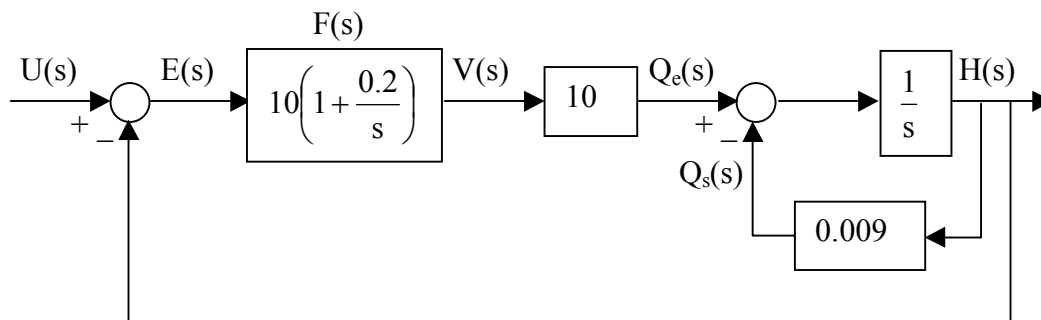 F(s)
U(s)
E(s)
10(1 + 0.2/s)
V(s)
10
Qₑ(s)
1/s
H(s)
+
−
+
−
Qₛ(s)
0.009